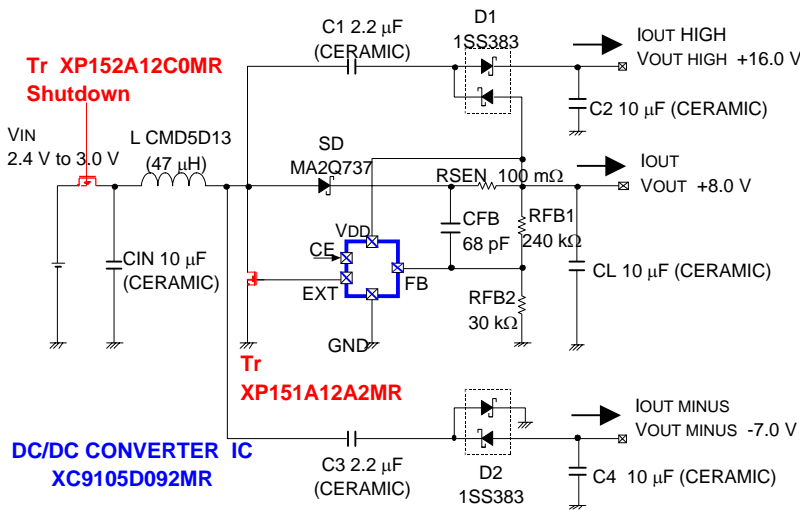 C1 2.2 μF
(CERAMIC)
D1
1SS383
IOUT HIGH
VOUT HIGH +16.0 V
Tr XP152A12C0MR
Shutdown
C2 10 μF (CERAMIC)
VIN
2.4 V to 3.0 V
L CMD5D13
(47 μH)
SD
MA2Q737
RSEN 100 mΩ
IOUT
VOUT +8.0 V
CIN 10 μF
(CERAMIC)
VDD
CE
EXT
FB
GND
CFB
68 pF
RFB1
240 kΩ
CL 10 μF (CERAMIC)
RFB2
30 kΩ
Tr
XP151A12A2MR
DC/DC CONVERTER IC
XC9105D092MR
C3 2.2 μF
(CERAMIC)
D2
1SS383
IOUT MINUS
VOUT MINUS -7.0 V
C4 10 μF
(CERAMIC)